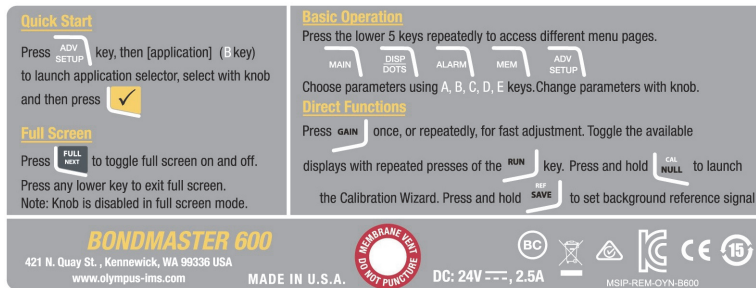 Quick Start
Press ADV SETUP key, then [application] (B key)
to launch application selector, select with knob
and then press
Full Screen
Press FULL NEXT to toggle full screen on and off.
Press any lower key to exit full screen.
Note: Knob is disabled in full screen mode.
Basic Operation
Press the lower 5 keys repeatedly to access different menu pages.
MAIN DISP DOTS ALARM MEM ADV SETUP
Choose parameters using A, B, C, D, E keys.Change parameters with knob.
Direct Functions
Press GAIN once, or repeatedly, for fast adjustment. Toggle the available
displays with repeated presses of the RUN key. Press and hold CAL NULL to launch
the Calibration Wizard. Press and hold REF SAVE to set background reference signal
BONDMASTER 600
421 N. Quay St. , Kennewick, WA 99336 USA
www.olympus-ims.com
MADE IN U.S.A.
MEMBRANE VENT
DO NOT PUNCTURE
DC: 24V ⎓, 2.5A
BC
CE
15
MSIP-REM-OYN-B600